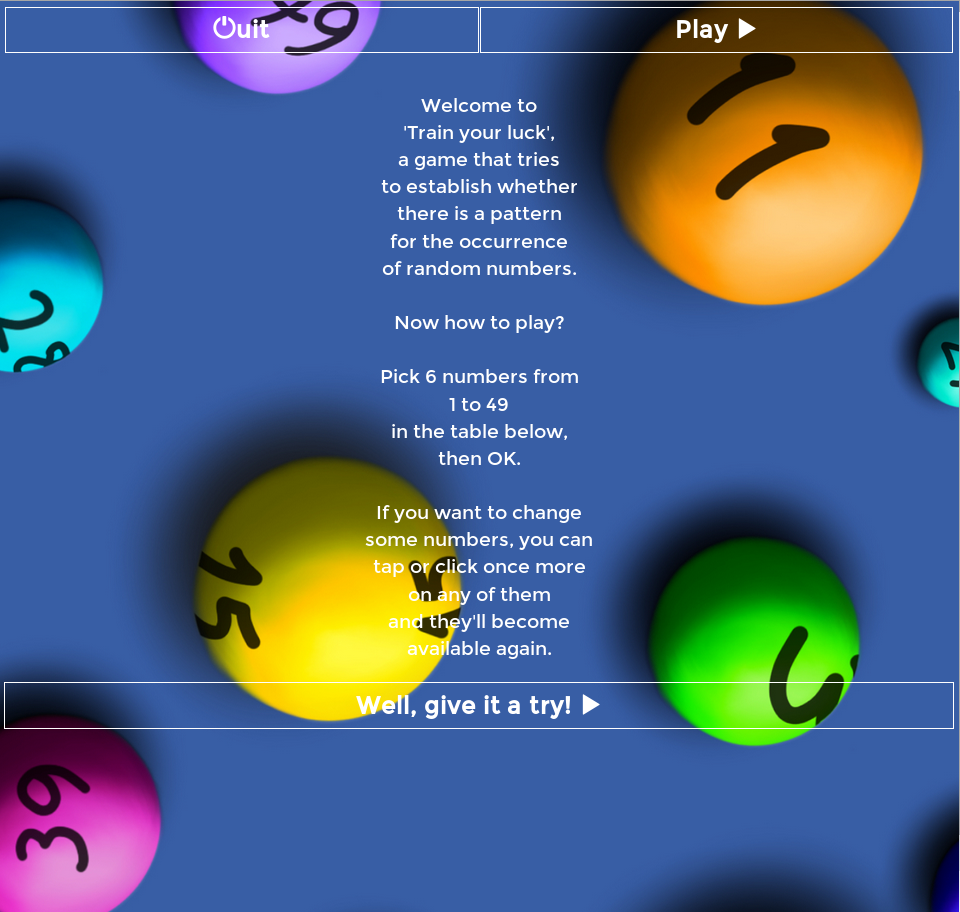 Quit
Play
11
Welcome to
'Train your luck',
a game that tries
to establish whether
there is a pattern
for the occurrence
of random numbers.
Now how to play?
Pick 6 numbers from
1 to 49
in the table below,
then OK.
If you want to change
some numbers, you can
tap or click once more
on any of them
and they'll become
available again.
15
Well, give it a try!
39